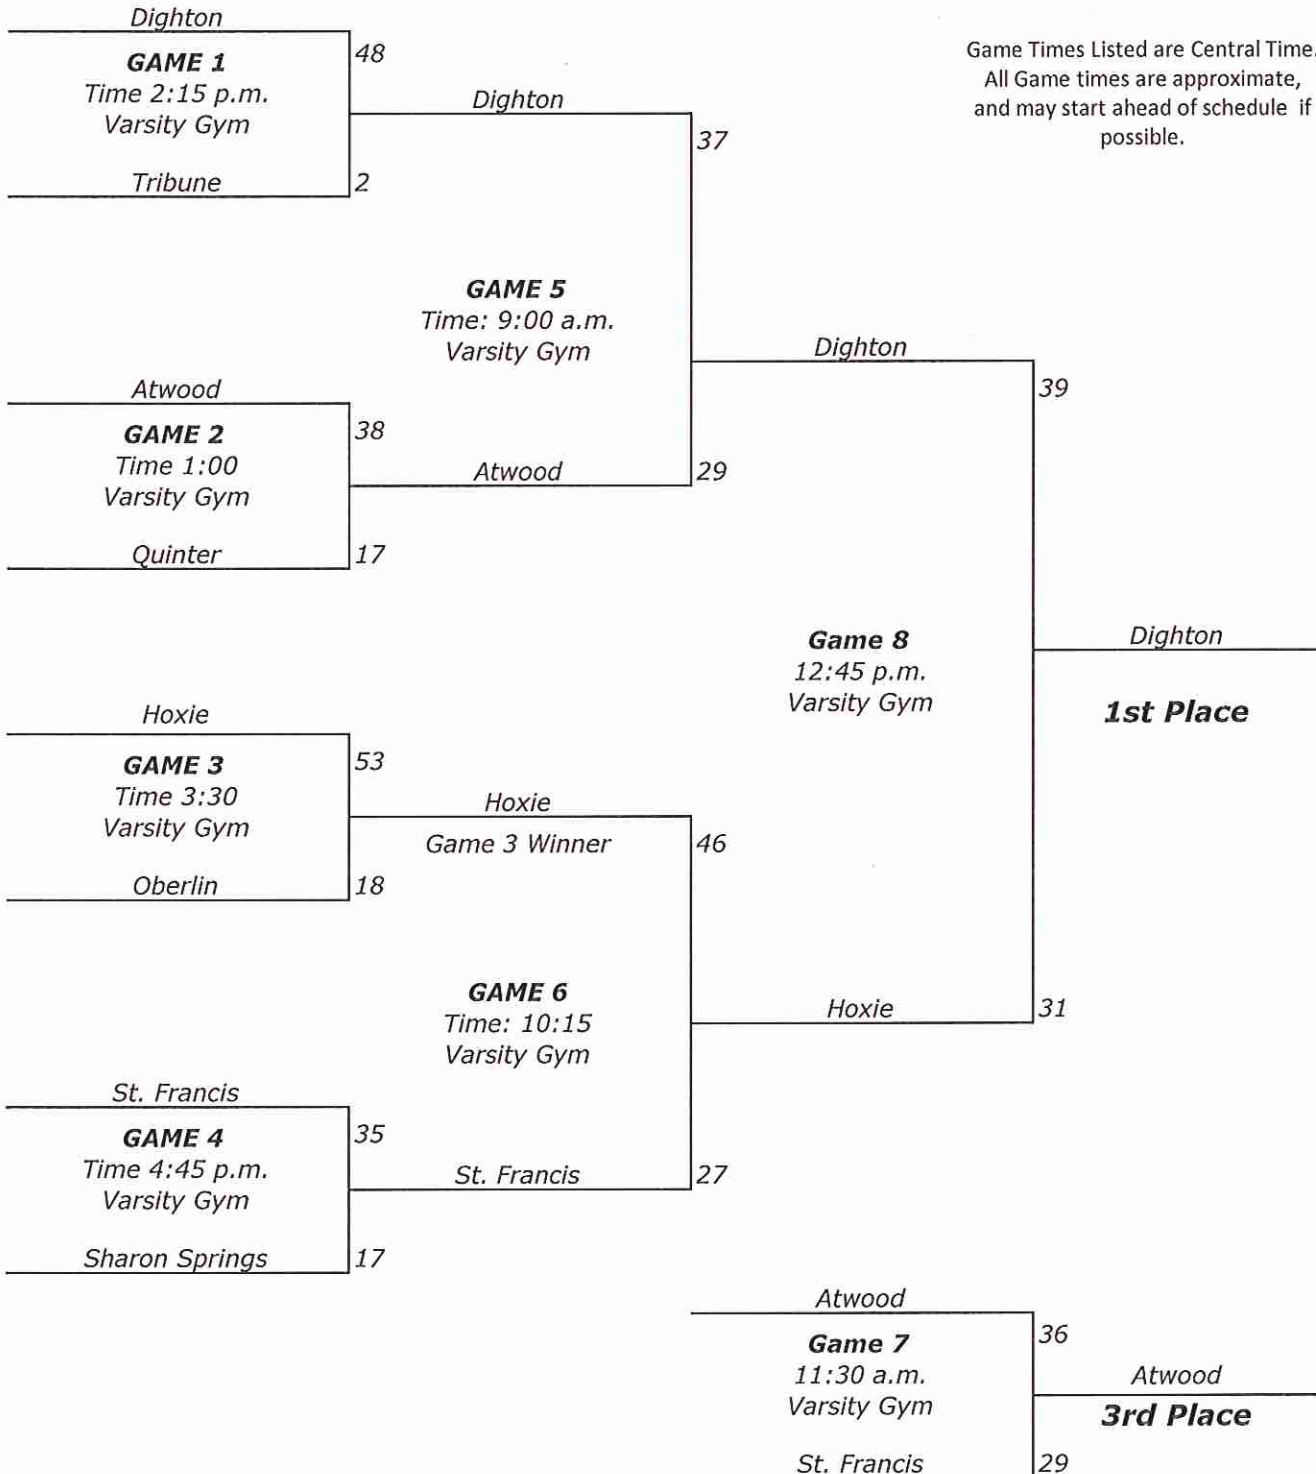 Dighton
48
GAME 1
Time 2:15 p.m.
Varsity Gym
Tribune
2
Game Times Listed are Central Time.
All Game times are approximate,
and may start ahead of schedule if
possible.
Dighton
37
GAME 5
Time: 9:00 a.m.
Varsity Gym
Atwood
38
GAME 2
Time 1:00
Varsity Gym
Quinter
17
Atwood
29
Dighton
39
Game 8
12:45 p.m.
Varsity Gym
Dighton
1st Place
Hoxie
53
GAME 3
Time 3:30
Varsity Gym
Oberlin
18
Hoxie
Game 3 Winner
46
GAME 6
Time: 10:15
Varsity Gym
Hoxie
31
St. Francis
35
GAME 4
Time 4:45 p.m.
Varsity Gym
Sharon Springs
17
St. Francis
27
Atwood
36
Game 7
11:30 a.m.
Varsity Gym
St. Francis
29
Atwood
3rd Place